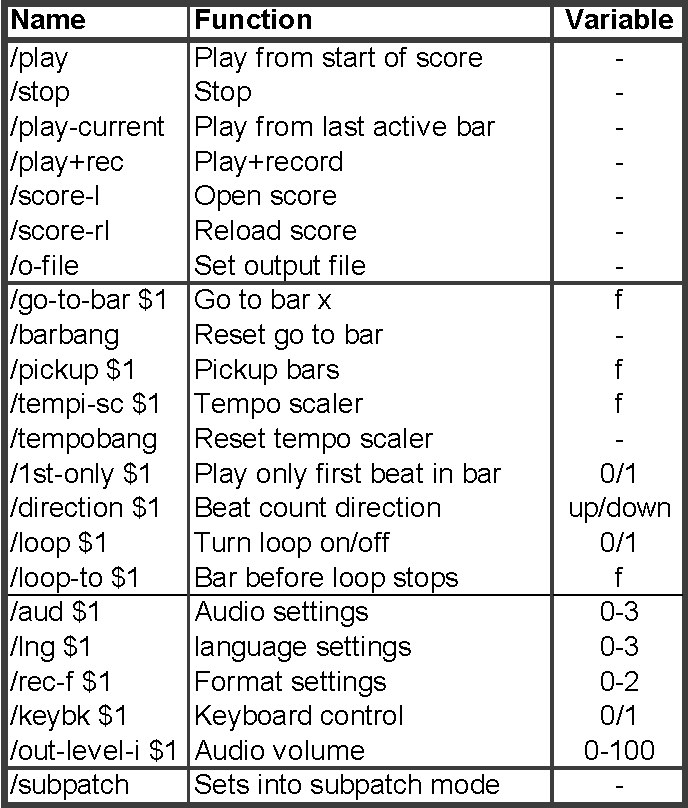 Name Function Variable
/play Play from start of score -
/stop Stop -
/play-current Play from last active bar -
/play+rec Play+record -
/score-l Open score -
/score-rl Reload score -
/o-file Set output file -
/go-to-bar $1 Go to bar x f
/barbang Reset go to bar -
/pickup $1 Pickup bars f
/tempi-sc $1 Tempo scaler f
/tempobang Reset tempo scaler -
/1st-only $1 Play only first beat in bar 0/1
/direction $1 Beat count direction up/down
/loop $1 Turn loop on/off 0/1
/loop-to $1 Bar before loop stops f
/aud $1 Audio settings 0-3
/lng $1 language settings 0-3
/rec-f $1 Format settings 0-2
/keybk $1 Keyboard control 0/1
/out-level-i $1 Audio volume 0-100
/subpatch Sets into subpatch mode -